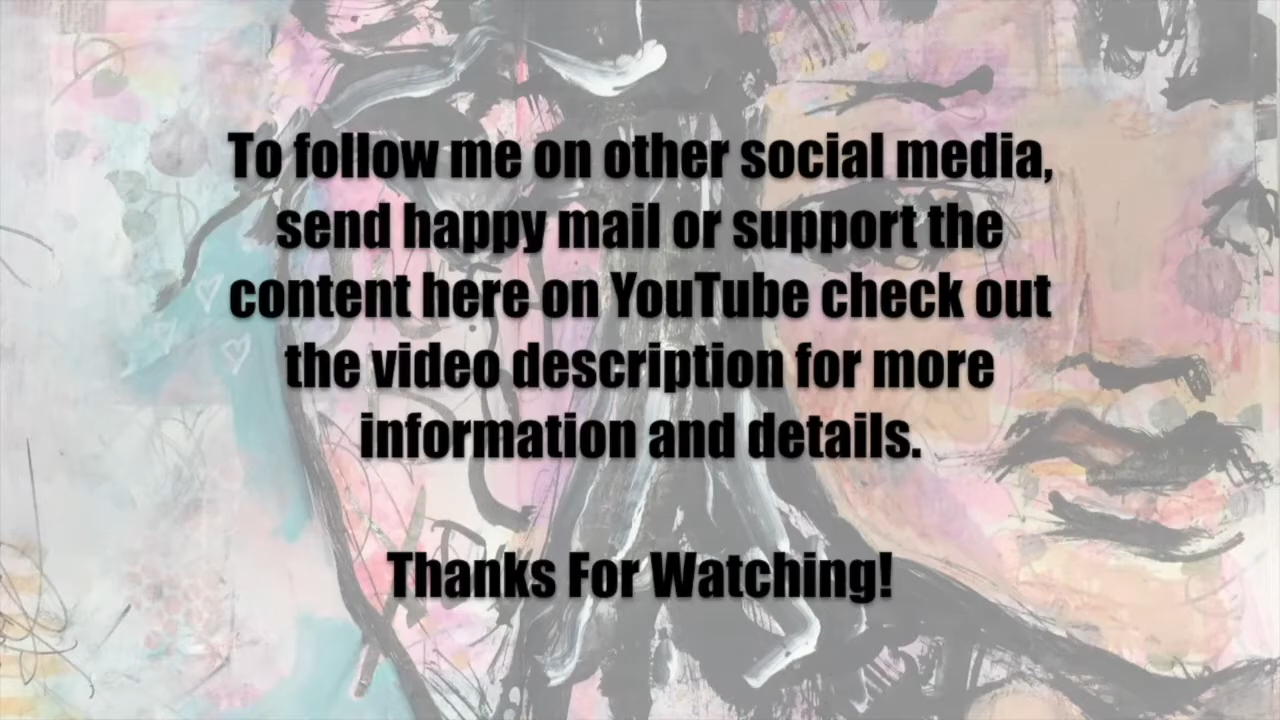 To follow me on other social media,
send happy mail or support the
content here on YouTube check out
the video description for more
information and details.
Thanks For Watching!